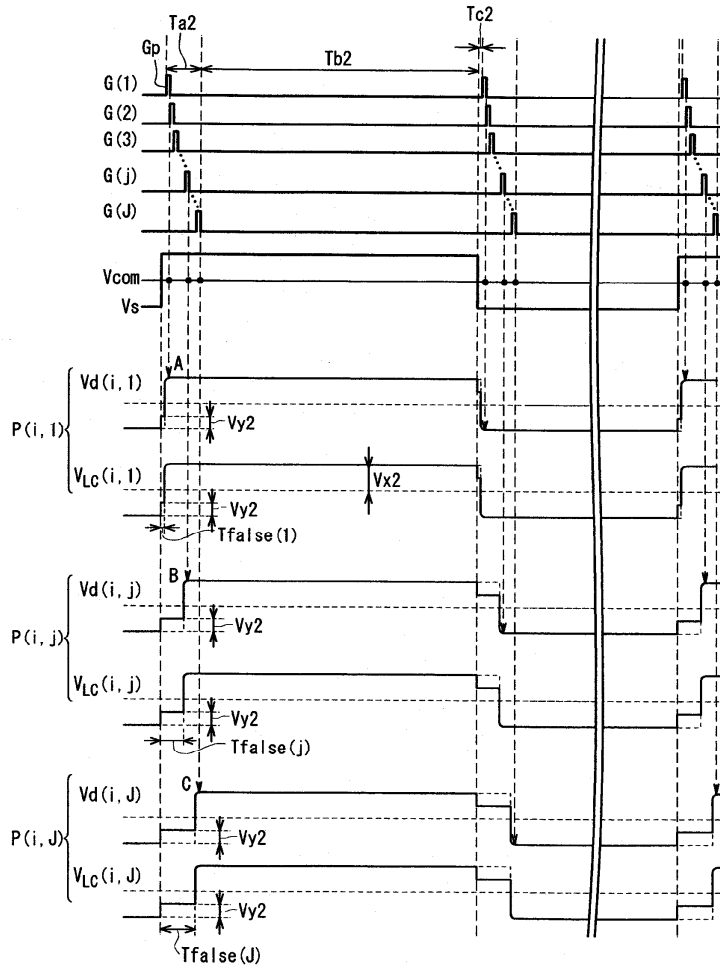 Ta2
Tc2
Gp
Tb2
G(1)
G(2)
G(3)
G(j)
G(J)
Vcom
Vs
A
Vd(i,1)
Vy2
P(i,1)
VLC(i,1)
Vx2
Vy2
Tfalse(1)
B
Vd(i,j)
Vy2
P(i,j)
VLC(i,j)
Vy2
Tfalse(j)
C
Vd(i,J)
Vy2
P(i,J)
VLC(i,J)
Vy2
Tfalse(J)